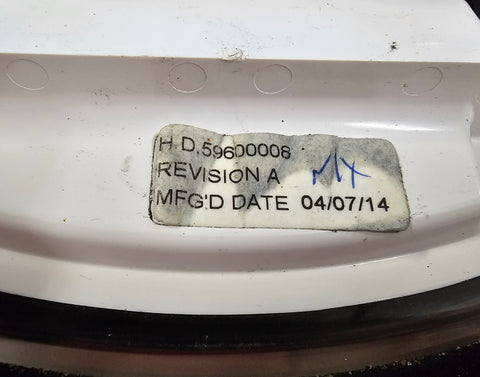 H.D.59600008
REVISION A
MFG'D DATE 04/07/14